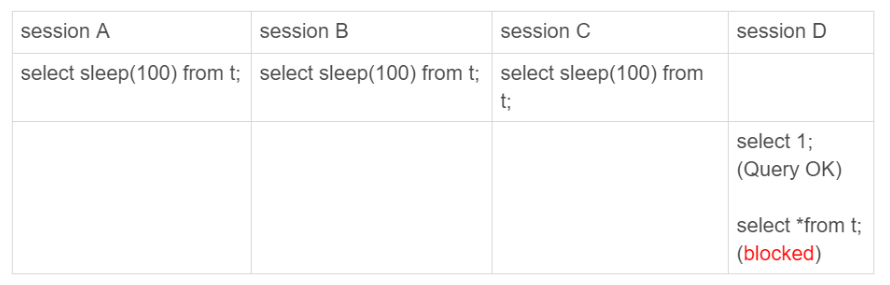 session A
session B
session C
session D
select sleep(100) from t;
select sleep(100) from t;
select sleep(100) from
t;
select 1;
(Query OK)
select *from t;
(blocked)